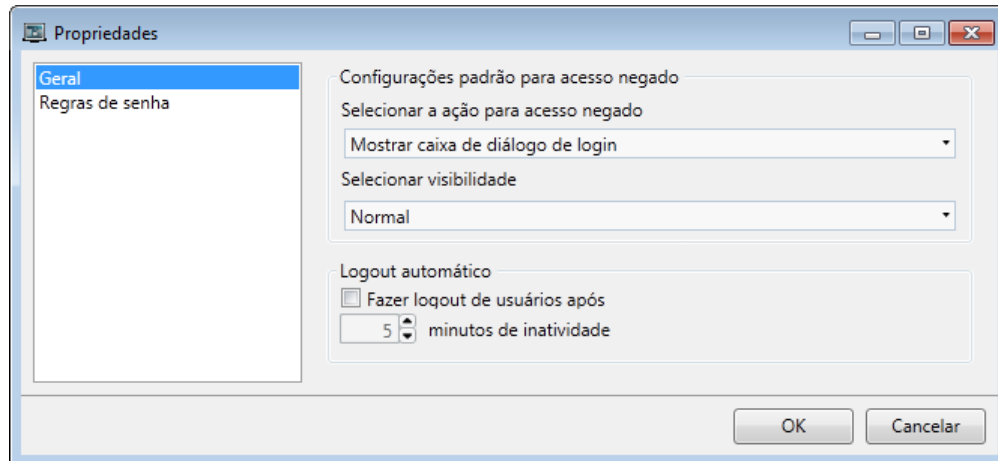 Propriedades
Geral
Regras de senha
Configurações padrão para acesso negado
Selecionar a ação para acesso negado
Mostrar caixa de diálogo de login
Selecionar visibilidade
Normal
Logout automático
Fazer logout de usuários após
5 minutos de inatividade
OK Cancelar